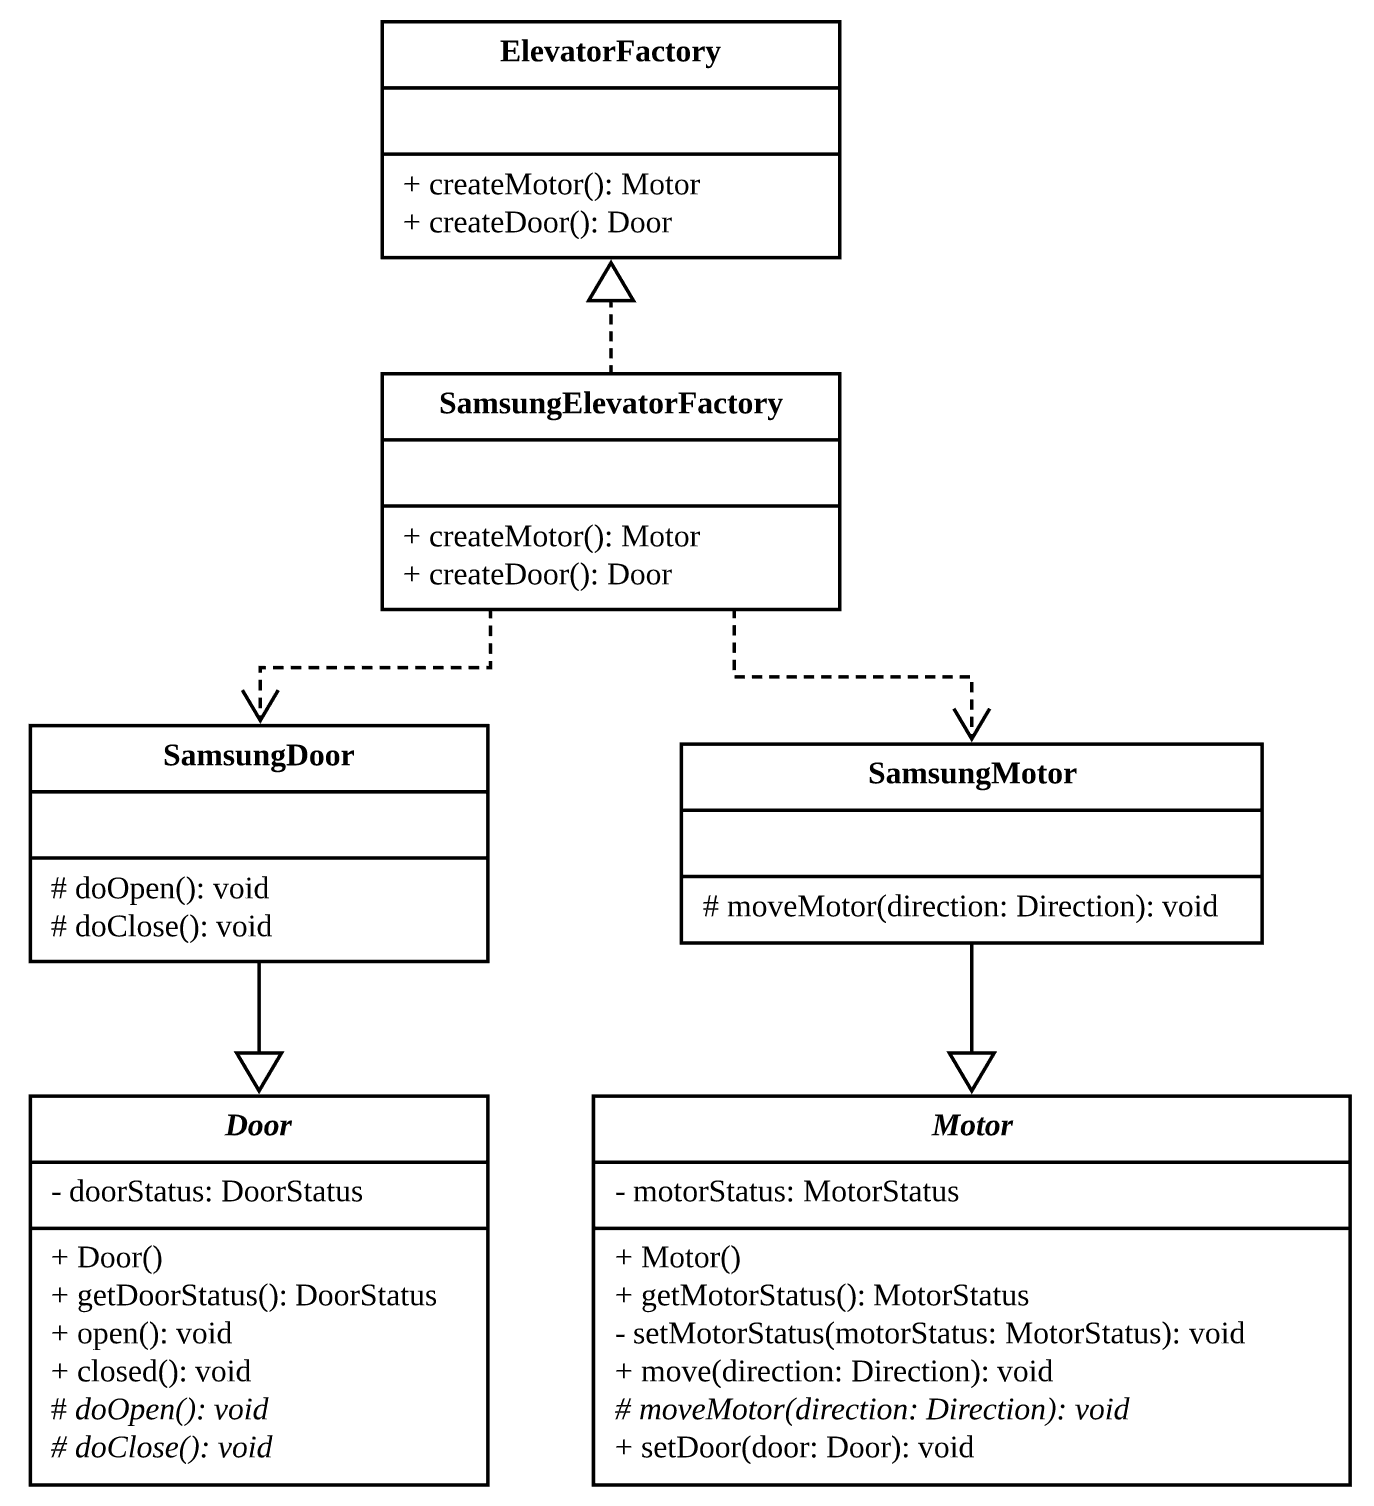 ElevatorFactory
+ createMotor(): Motor
+ createDoor(): Door
SamsungElevatorFactory
+ createMotor(): Motor
+ createDoor(): Door
SamsungDoor
# doOpen(): void
# doClose(): void
SamsungMotor
# moveMotor(direction: Direction): void
Door
- doorStatus: DoorStatus
+ Door()
+ getDoorStatus(): DoorStatus
+ open(): void
+ closed(): void
# doOpen(): void
# doClose(): void
Motor
- motorStatus: MotorStatus
+ Motor()
+ getMotorStatus(): MotorStatus
- setMotorStatus(motorStatus: MotorStatus): void
+ move(direction: Direction): void
# moveMotor(direction: Direction): void
+ setDoor(door: Door): void